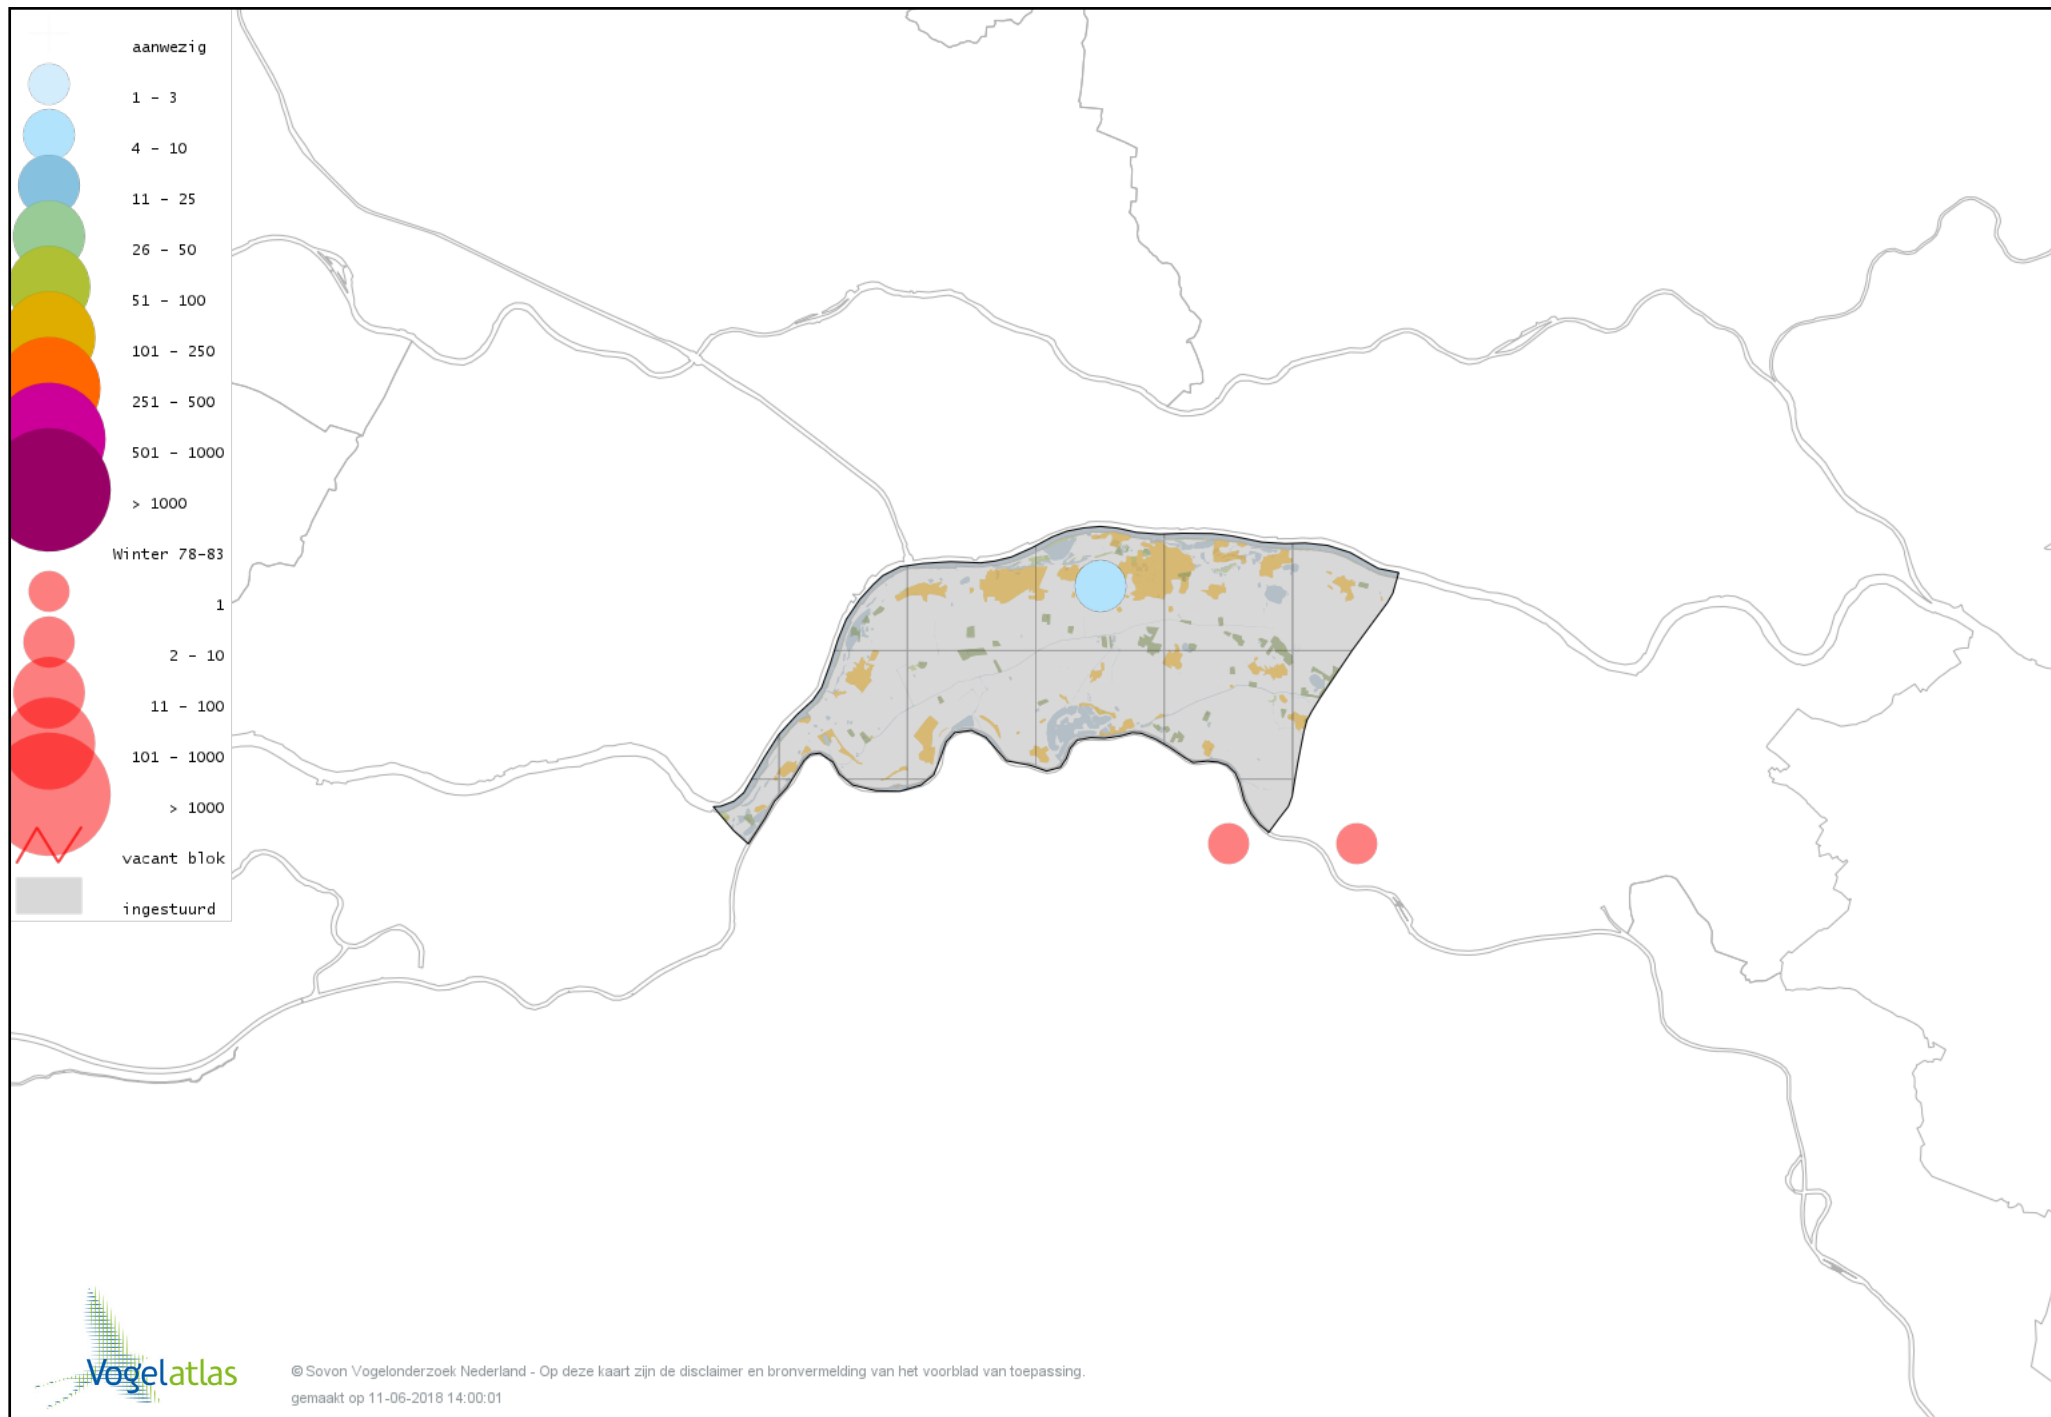 aanwezig
1 - 3
4 - 10
11 - 25
26 - 50
51 - 100
101 - 250
251 - 500
501 - 1000
> 1000
Winter 78-83
1
2 - 10
11 - 100
101 - 1000
> 1000
vacant blok
ingestuurd
Vogelatlas
© Sovon Vogelonderzoek Nederland - Op deze kaart zijn de disclaimer en bronvermelding van het voorblad van toepassing.
gemaakt op 11-06-2018 14:00:01